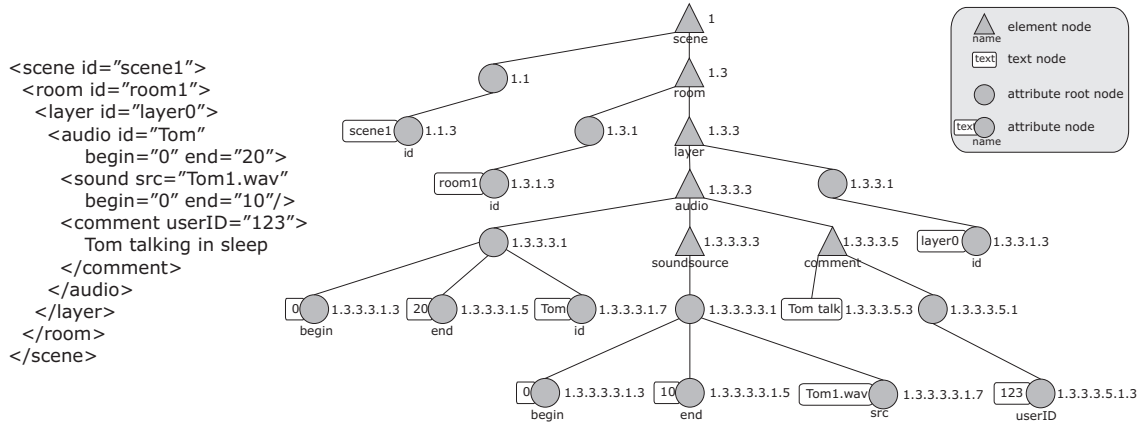 <scene id="scene1">
<room id="room1">
<layer id="layer0">
<audio id="Tom"
begin="0" end="20">
<sound src="Tom1.wav"
begin="0" end="10"/>
<comment userID="123">
Tom talking in sleep
</comment>
</audio>
</layer>
</room>
</scene>
1
scene
1.1
1.3
room
scene1 1.1.3
id
1.3.1
1.3.3
layer
room1 1.3.1.3
id
1.3.3.3
audio
1.3.3.1
1.3.3.3.1
1.3.3.3.3
soundsource
1.3.3.3.5
comment
layer0 1.3.3.1.3
id
0 1.3.3.3.1.3
begin
20 1.3.3.3.1.5
end
Tom 1.3.3.3.1.7
id
1.3.3.3.3.1
Tom talk 1.3.3.3.5.3
1.3.3.3.5.1
0 1.3.3.3.3.1.3
begin
10 1.3.3.3.3.1.5
end
Tom1.wav 1.3.3.3.3.1.7
src
123 1.3.3.3.5.1.3
userID
name element node
text text node
attribute root node
text attribute node
name